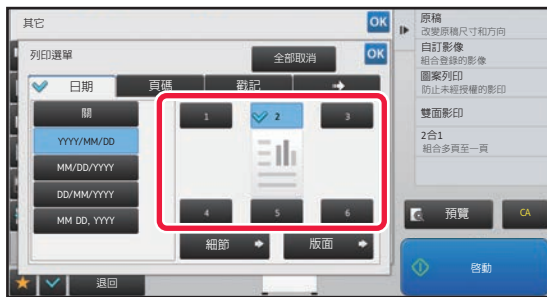 其它
OK
列印選單
全部取消
OK
日期
頁碼
戳記
關
YYYY/MM/DD
MM/DD/YYYY
DD/MM/YYYY
MM DD, YYYY
1
2
3
4
5
6
細節
版面
退回
原稿
改變原稿尺寸和方向
自訂影像
組合登錄的影像
圖案列印
防止未經授權的影印
雙面影印
2合1
組合多頁至一頁
預覽
CA
啓動